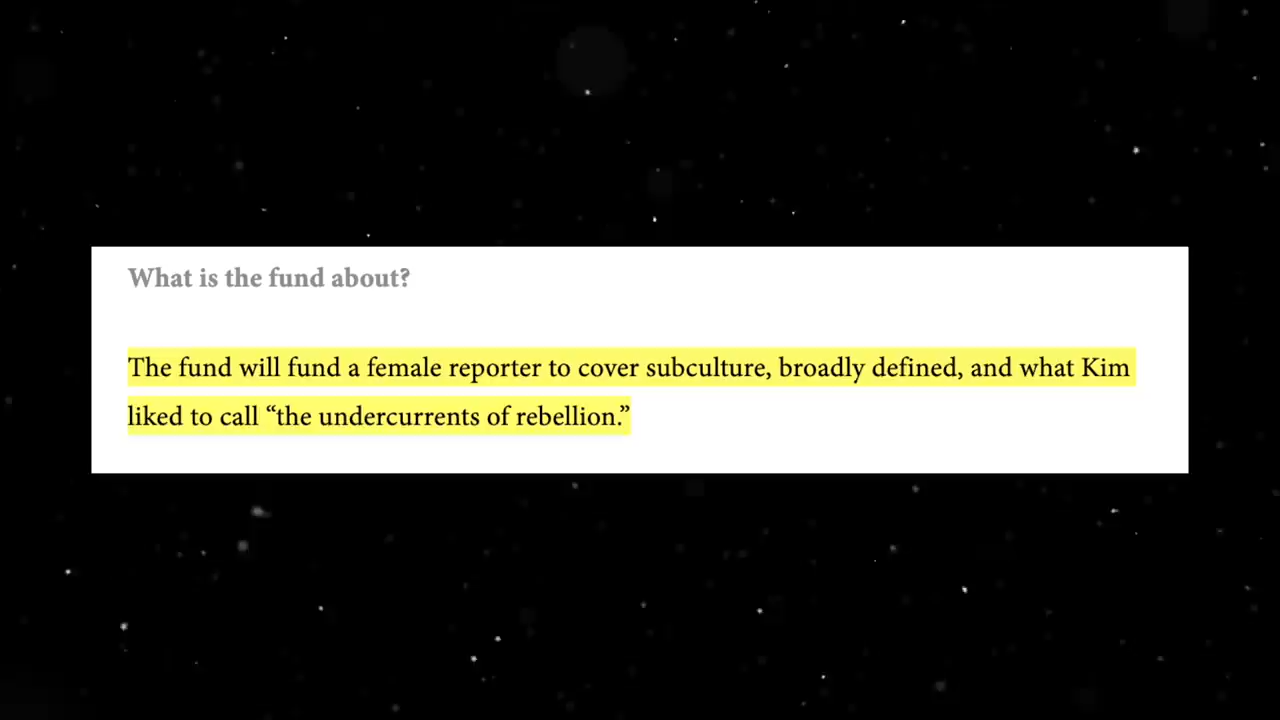 What is the fund about?
The fund will fund a female reporter to cover subculture, broadly defined, and what Kim
liked to call “the undercurrents of rebellion.”